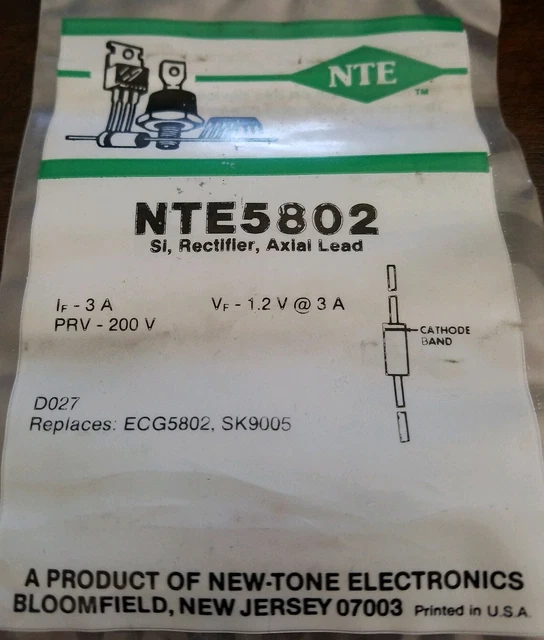 NTE
TM
NTE5802
Si, Rectifier, Axial Lead
IF - 3 A
VF - 1.2 V @ 3 A
PRV - 200 V
CATHODE
BAND
D027
Replaces: ECG5802, SK9005
A PRODUCT OF NEW-TONE ELECTRONICS
BLOOMFIELD, NEW JERSEY 07003 Printed in U.S.A.